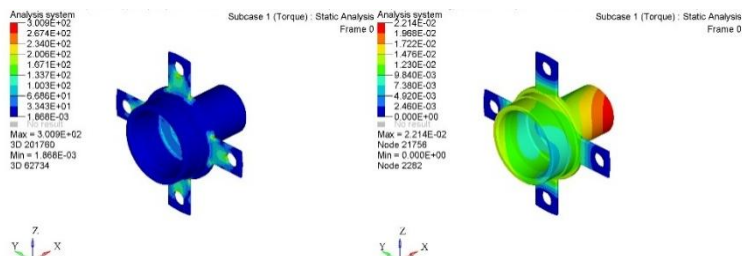 Analysis system
3.009E+02
2.674E+02
2.340E+02
2.006E+02
1.671E+02
1.337E+02
1.003E+02
6.686E+01
3.343E+01
1.868E-03
No result
Max = 3.009E+02
3D 201760
Min = 1.868E-03
3D 62734
Subcase 1 (Torque) : Static Analysis
Frame 0
Z
Y
X
Analysis system
2.214E-02
1.968E-02
1.722E-02
1.476E-02
1.230E-02
9.840E-03
7.380E-03
4.920E-03
2.460E-03
0.000E+00
No result
Max = 2.214E-02
Node 21756
Min = 0.000E+00
Node 2282
Subcase 1 (Torque) : Static Analysis
Frame 0
Z
Y
X